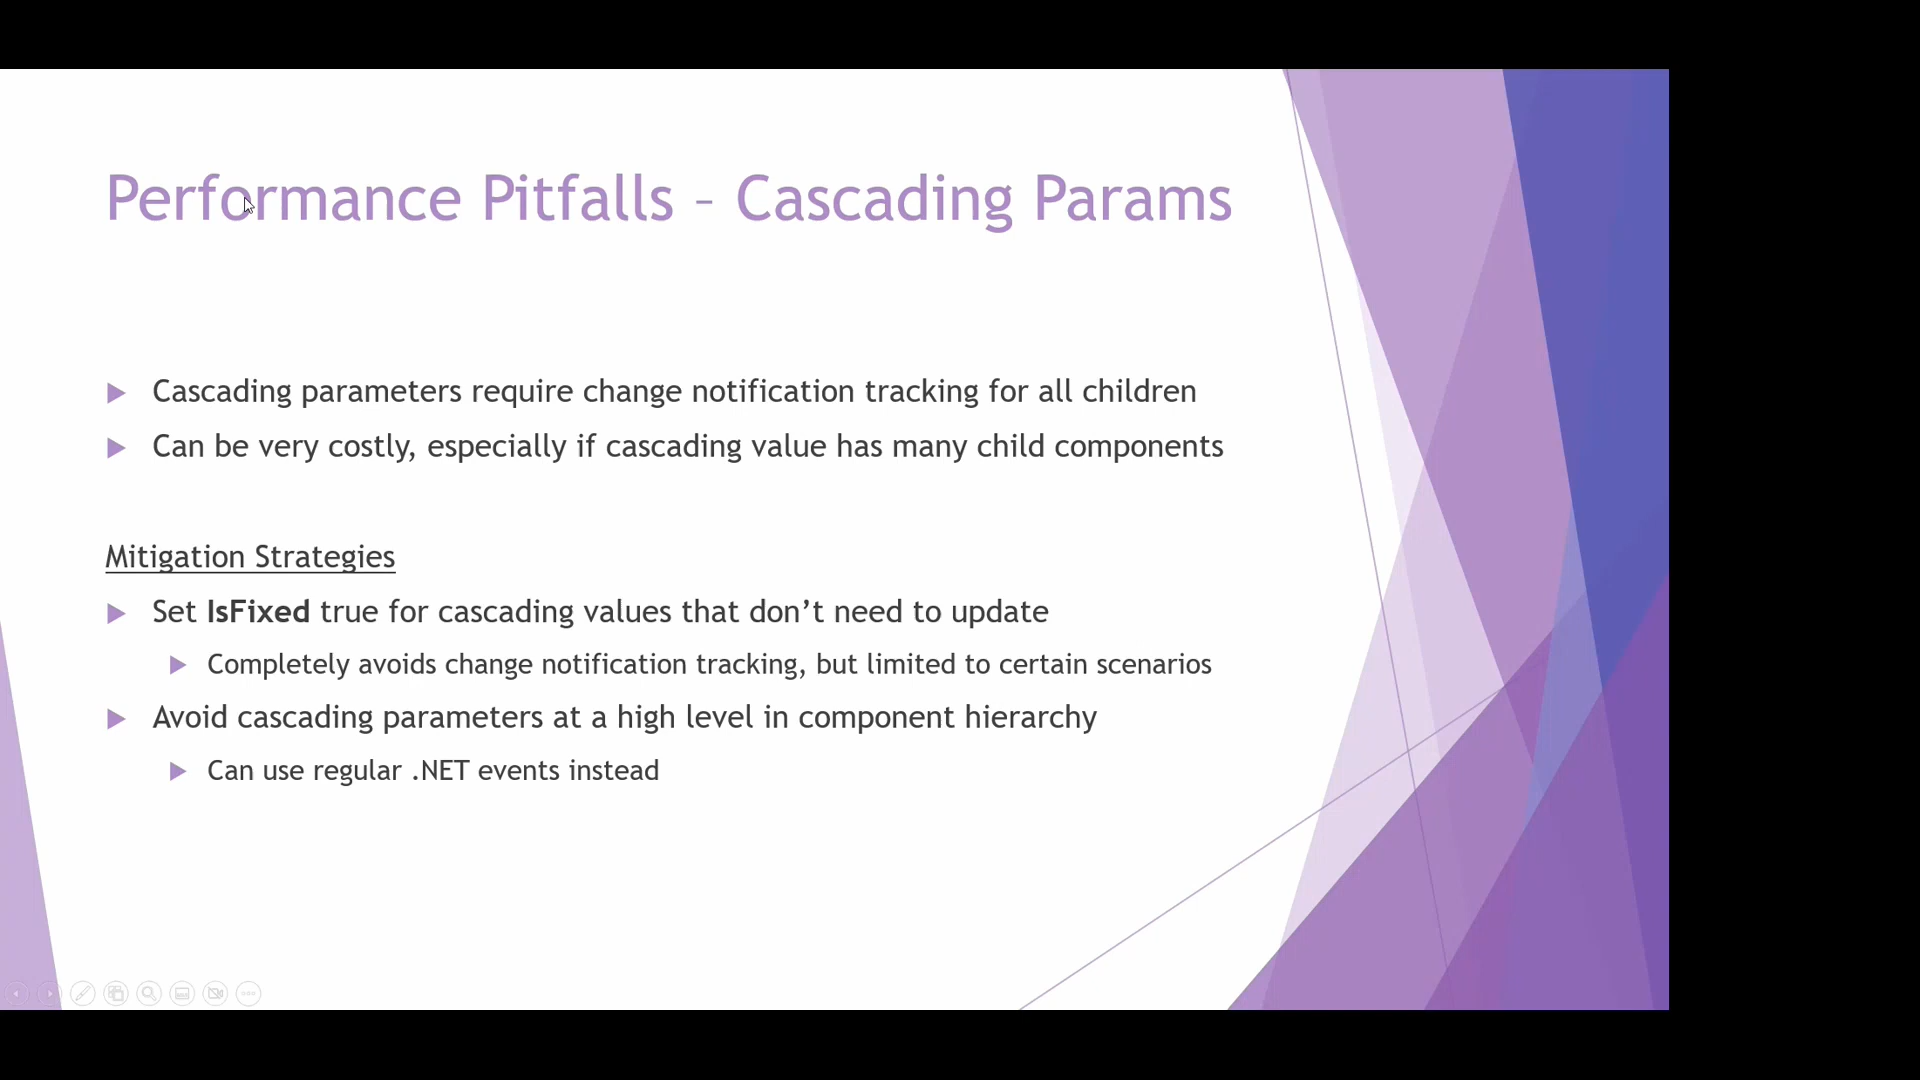 Performance Pitfalls – Cascading Params
Cascading parameters require change notification tracking for all children
Can be very costly, especially if cascading value has many child components
Mitigation Strategies
Set IsFixed true for cascading values that don’t need to update
Completely avoids change notification tracking, but limited to certain scenarios
Avoid cascading parameters at a high level in component hierarchy
Can use regular .NET events instead